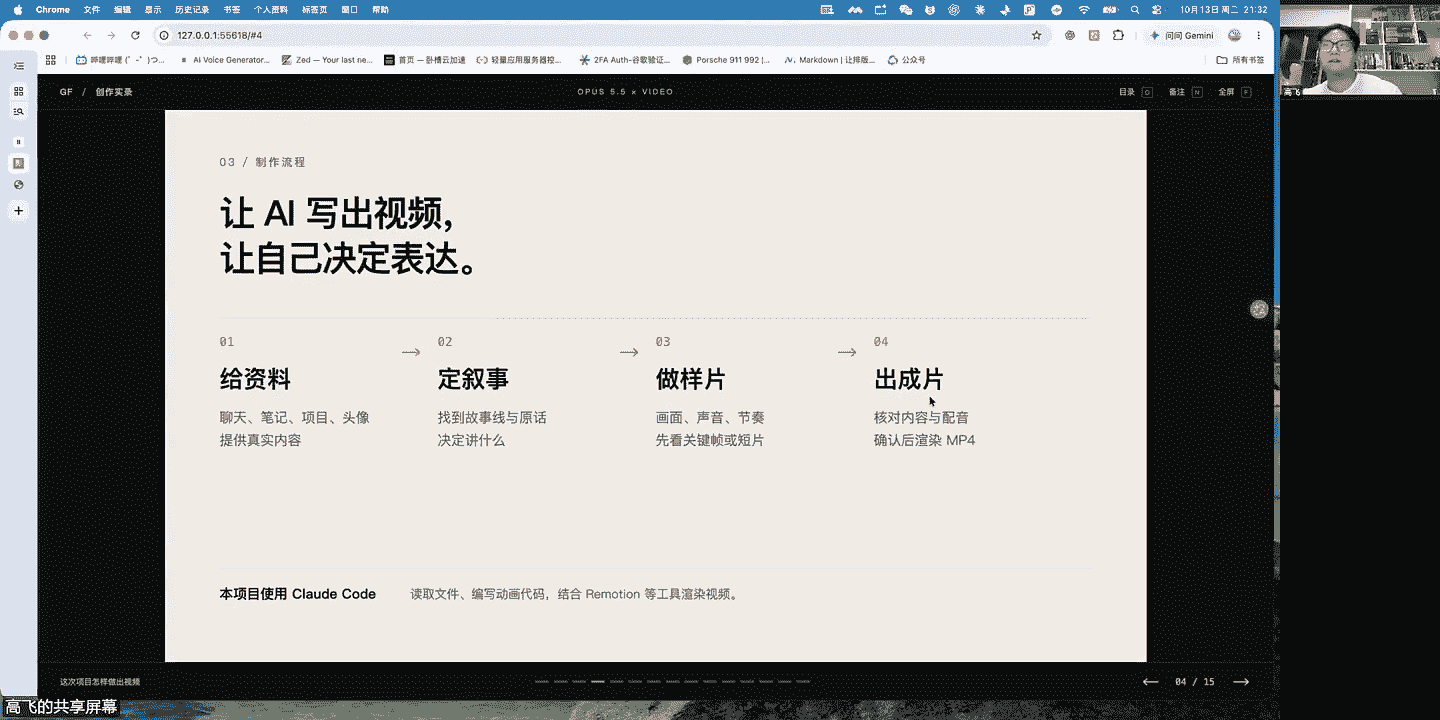 Chrome 文件 编辑 显示 历史记录 书签 个人资料 标签页 窗口 帮助 10月13日 周二 21:32
127.0.0.1:55618/#4 问问 Gemini
哔哩哔哩 (゜-゜)つ... AI Voice Generator... Zed — Your last ne... 首页 — 卧槽云加速 轻量应用服务器控... 2FA Auth-谷歌验证... Porsche 911 992 |... Markdown | 让排版... 公众号 所有书签
GF / 创作实录 OPUS 5.5 x VIDEO 目录 O 备注 N 全屏 F
03 / 制作流程
让 AI 写出视频,
让自己决定表达。
01 → 02 → 03 → 04
给资料 定叙事 做样片 出成片
聊天、笔记、项目、头像 找到故事线与原话 画面、声音、节奏 核对内容与配音
提供真实内容 决定讲什么 先看关键帧或短片 确认后渲染 MP4
本项目使用 Claude Code 读取文件、编写动画代码，结合 Remotion 等工具渲染视频。
这次项目怎样做出视频 ← 04 / 15 →
高飞的共享屏幕
高飞